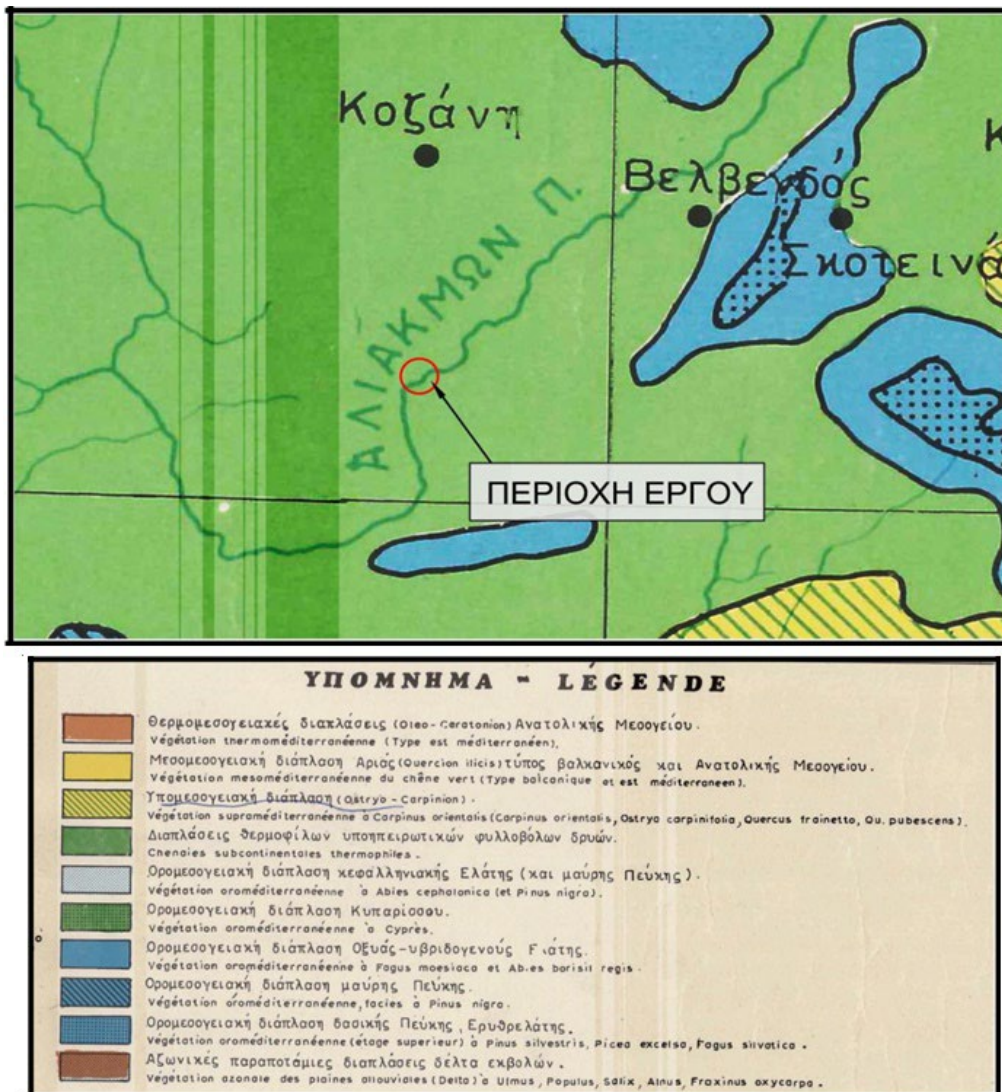 Κοζάνη
Βελβενδός
Κ
Σκοτεινά
ΑΛΙΑΚΜΩΝ Π.
ΠΕΡΙΟΧΗ ΕΡΓΟΥ
ΥΠΟΜΝΗΜΑ - LÉGENDE
Θερμομεσογειακές διαπλάσεις (Oleo-Ceratonion) Ανατολικής Μεσογείου.
Végétation thermoméditerranéenne (Type est méditerranéen).
Μεσομεσογειακή διάπλαση Αριάς (Quercion ilicis) τύπος βαλκανικός και Ανατολικής Μεσογείου.
Végétation mesoméditerranéenne du chêne vert (Type balcanique et est méditerraneen).
Υπομεσογειακή διάπλαση (Ostryo-Carpinion).
Végétation supraméditerranéenne à Carpinus orientalis (Carpinus orientalis, Ostrya carpinifolia, Quercus frainetto, Qu. pubescens).
Διαπλάσεις θερμοφίλων υποηπειρωτικών φυλλοβόλων δρυών.
Chenaies subcontinentales thermophiles.
Ορομεσογειακή διάπλαση κεφαλληνιακής Ελάτης (και μαύρης Πεύκης).
Végétation oroméditerranéenne à Abies cephalonica (et Pinus nigra).
Ορομεσογειακή διάπλαση Κυπαρίσσου.
Végétation oroméditerranéenne à Cyprès.
Ορομεσογειακή διάπλαση Οξυάς-υβριδογενούς Ελάτης.
Végétation oroméditerranéenne à Fagus moesiaca et Abies borisii regis.
Ορομεσογειακή διάπλαση μαύρης Πεύκης.
Végétation oroméditerranéenne, facies à Pinus nigra.
Ορομεσογειακή διάπλαση δασικής Πεύκης, Ερυθρελάτης.
Végétation oroméditerranéenne (étage superieur) à Pinus silvestris, Picea excelsa, Fagus silvatica.
Αζωνικές παραποτάμιες διαπλάσεις δέλτα εκβολών.
Végétation azonale des plaines alluviales (Delta) à Ulmus, Populus, Salix, Alnus, Fraxinus oxycarpa.